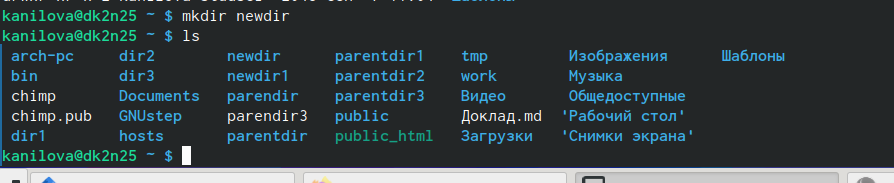 kanilova@dk2n25 ~ $ mkdir newdir
kanilova@dk2n25 ~ $ ls
arch-pc dir2 newdir parentdir1 tmp Изображения Шаблоны
bin dir3 newdir1 parentdir2 work Музыка
chimp Documents parendir parentdir3 Видео Общедоступные
chimp.pub GNUstep parendir3 public Доклад.md 'Рабочий стол'
dir1 hosts parentdir public_html Загрузки 'Снимки экрана'
kanilova@dk2n25 ~ $